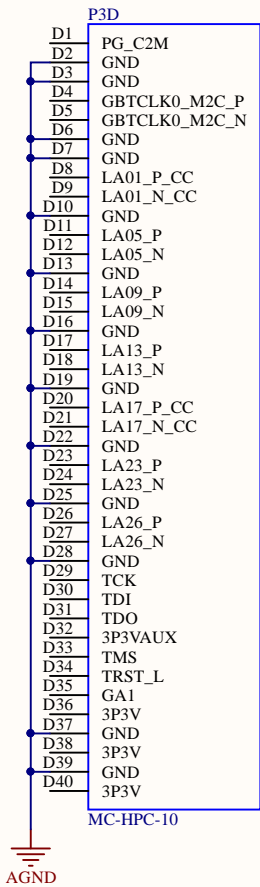 P3D
D1 PG_C2M
D2 GND
D3 GND
D4 GBTCLK0_M2C_P
D5 GBTCLK0_M2C_N
D6 GND
D7 GND
D8 LA01_P_CC
D9 LA01_N_CC
D10 GND
D11 LA05_P
D12 LA05_N
D13 GND
D14 LA09_P
D15 LA09_N
D16 GND
D17 LA13_P
D18 LA13_N
D19 GND
D20 LA17_P_CC
D21 LA17_N_CC
D22 GND
D23 LA23_P
D24 LA23_N
D25 GND
D26 LA26_P
D27 LA26_N
D28 GND
D29 TCK
D30 TDI
D31 TDO
D32 3P3VAUX
D33 TMS
D34 TRST_L
D35 GA1
D36 3P3V
D37 GND
D38 3P3V
D39 GND
D40 3P3V
MC-HPC-10
AGND